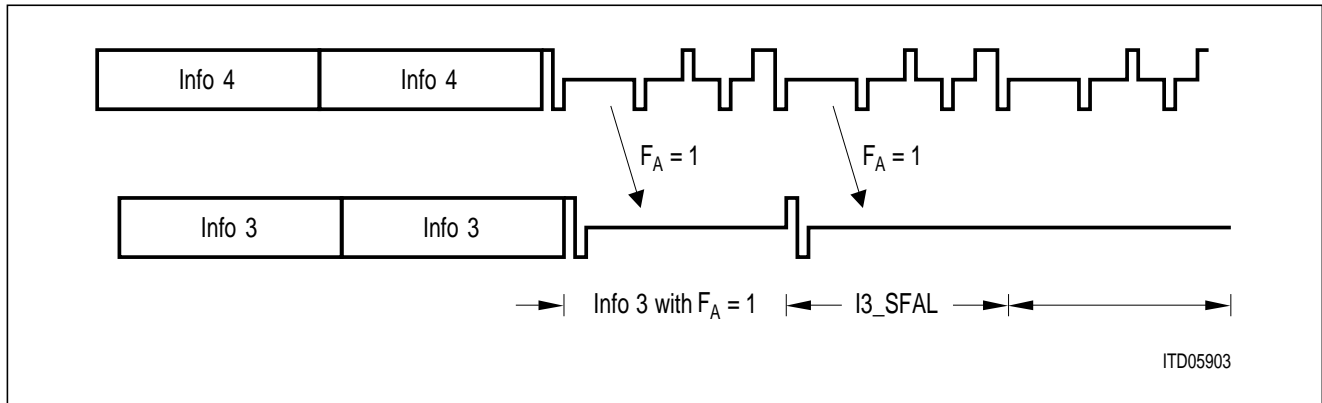 Info 4 Info 4
F_A = 1 F_A = 1
Info 3 Info 3
Info 3 with F_A = 1 I3_SFAL
ITD05903